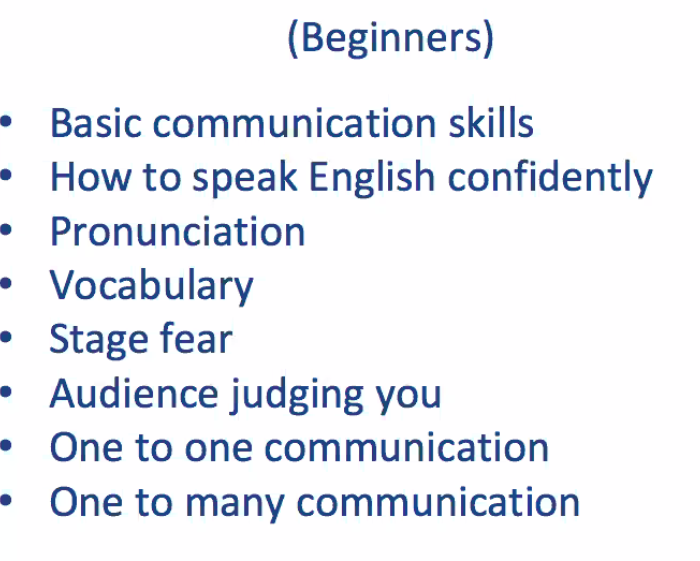 (Beginners)
• Basic communication skills
• How to speak English confidently
• Pronunciation
• Vocabulary
• Stage fear
• Audience judging you
• One to one communication
• One to many communication